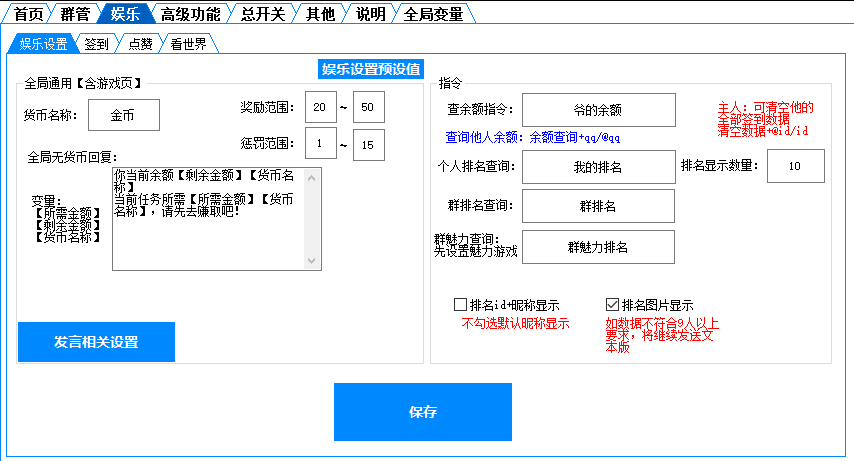 首页 群管 娱乐 高级功能 总开关 其他 说明 全局变量
娱乐设置 签到 点赞 看世界
娱乐设置预设值
全局通用【含游戏页】
货币名称: 金币
奖励范围: 20 ~ 50
惩罚范围: 1 ~ 15
全局无货币回复:
变量:
【所需金额】
【剩余金额】
【货币名称】
你当前余额【剩余金额】【货币名
称】
当前任务所需【所需金额】【货币
名称】，请先去赚取吧!
发言相关设置
指令
查余额指令: 爷的余额
主人：可清空他的
全部签到数据
清空数据+@id/id
查询他人余额：余额查询+qq/@qq
个人排名查询: 我的排名 排名显示数量: 10
群排名查询: 群排名
群魅力查询:
先设置魅力游戏
群魅力排名
排名id+昵称显示
不勾选默认昵称显示
排名图片显示
如数据不符合9人以上
要求，将继续发送文
本版
保存